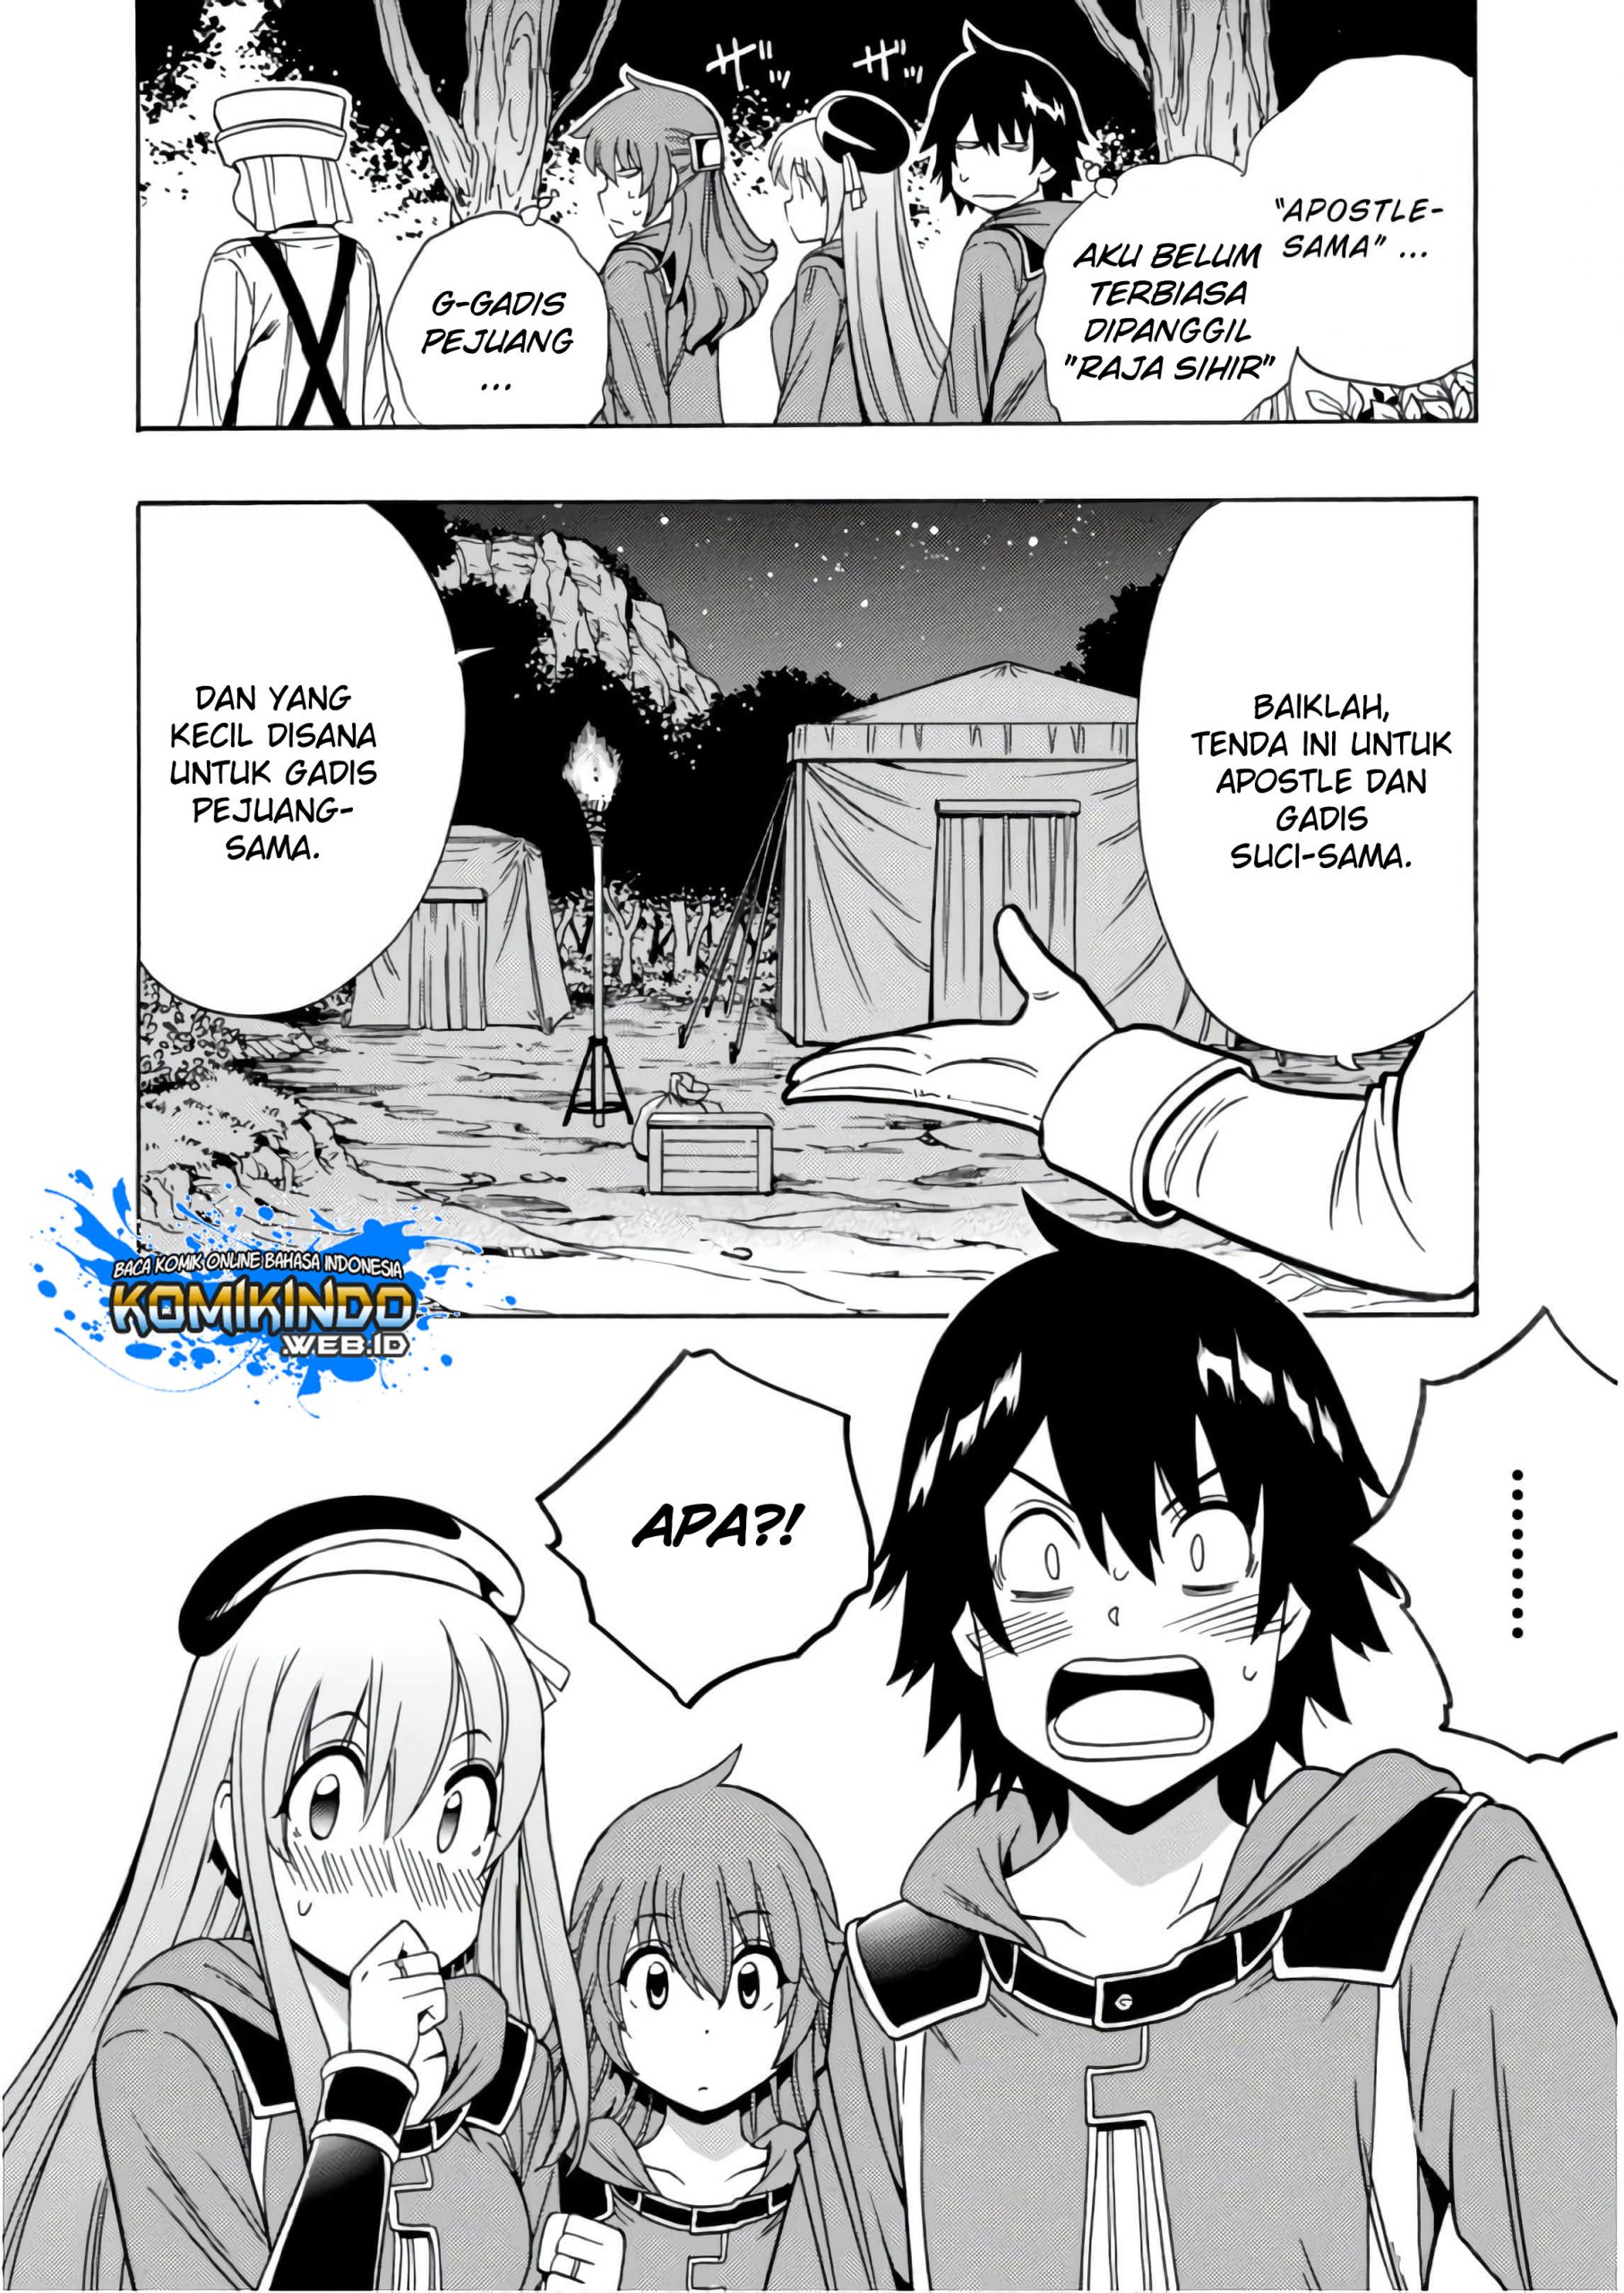 ザッ
ザッ
"APOSTLE-
SAMA" ...
AKU BELUM
TERBIASA
DIPANGGIL
"RAJA SIHIR"
G-GADIS
PEJUANG
...
BAIKLAH,
TENDA INI UNTUK
APOSTLE DAN
GADIS
SUCI-SAMA.
DAN YANG
KECIL DISANA
UNTUK GADIS
PEJUANG-
SAMA.
BACA KOMIK ONLINE BAHASA INDONESIA
KOMIKINDO
.WEB.ID
.........
APA?!
G